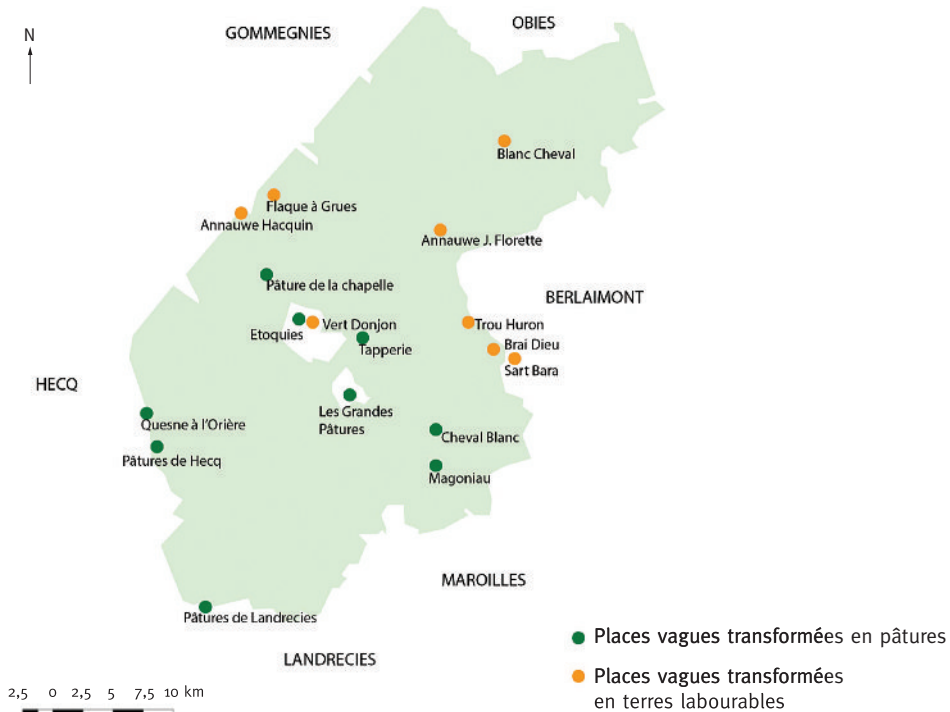 OBIES
GOMMEGNIES
N
Blanc Cheval
Flaque à Grues
Annauwe Hacquin
Annauwe J. Florette
Pâture de la chapelle
BERLAIMONT
Etoquies
Vert Donjon
Trou Huron
Tapperie
Brai Dieu
Sart Bara
HECQ
Les Grandes
Pâtures
Quesne à l'Orière
Cheval Blanc
Pâtures de Hecq
Magoniau
MAROILLES
Pâtures de Landrecies
LANDRECIES
Places vagues transformées en pâtures
Places vagues transformées
en terres labourables
2,5 0 2,5 5 7,5 10 km